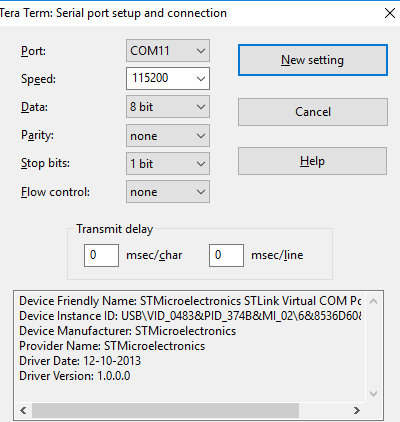 Tera Term: Serial port setup and connection
Port: COM11 New setting
Speed: 115200
Data: 8 bit Cancel
Parity: none
Stop bits: 1 bit Help
Flow control: none
Transmit delay
0 msec/char 0 msec/line
Device Friendly Name: STMicroelectronics STLink Virtual COM Po
Device Instance ID: USB\VID_0483&PID_374B&MI_02\6&8536D60&
Device Manufacturer: STMicroelectronics
Provider Name: STMicroelectronics
Driver Date: 12-10-2013
Driver Version: 1.0.0.0